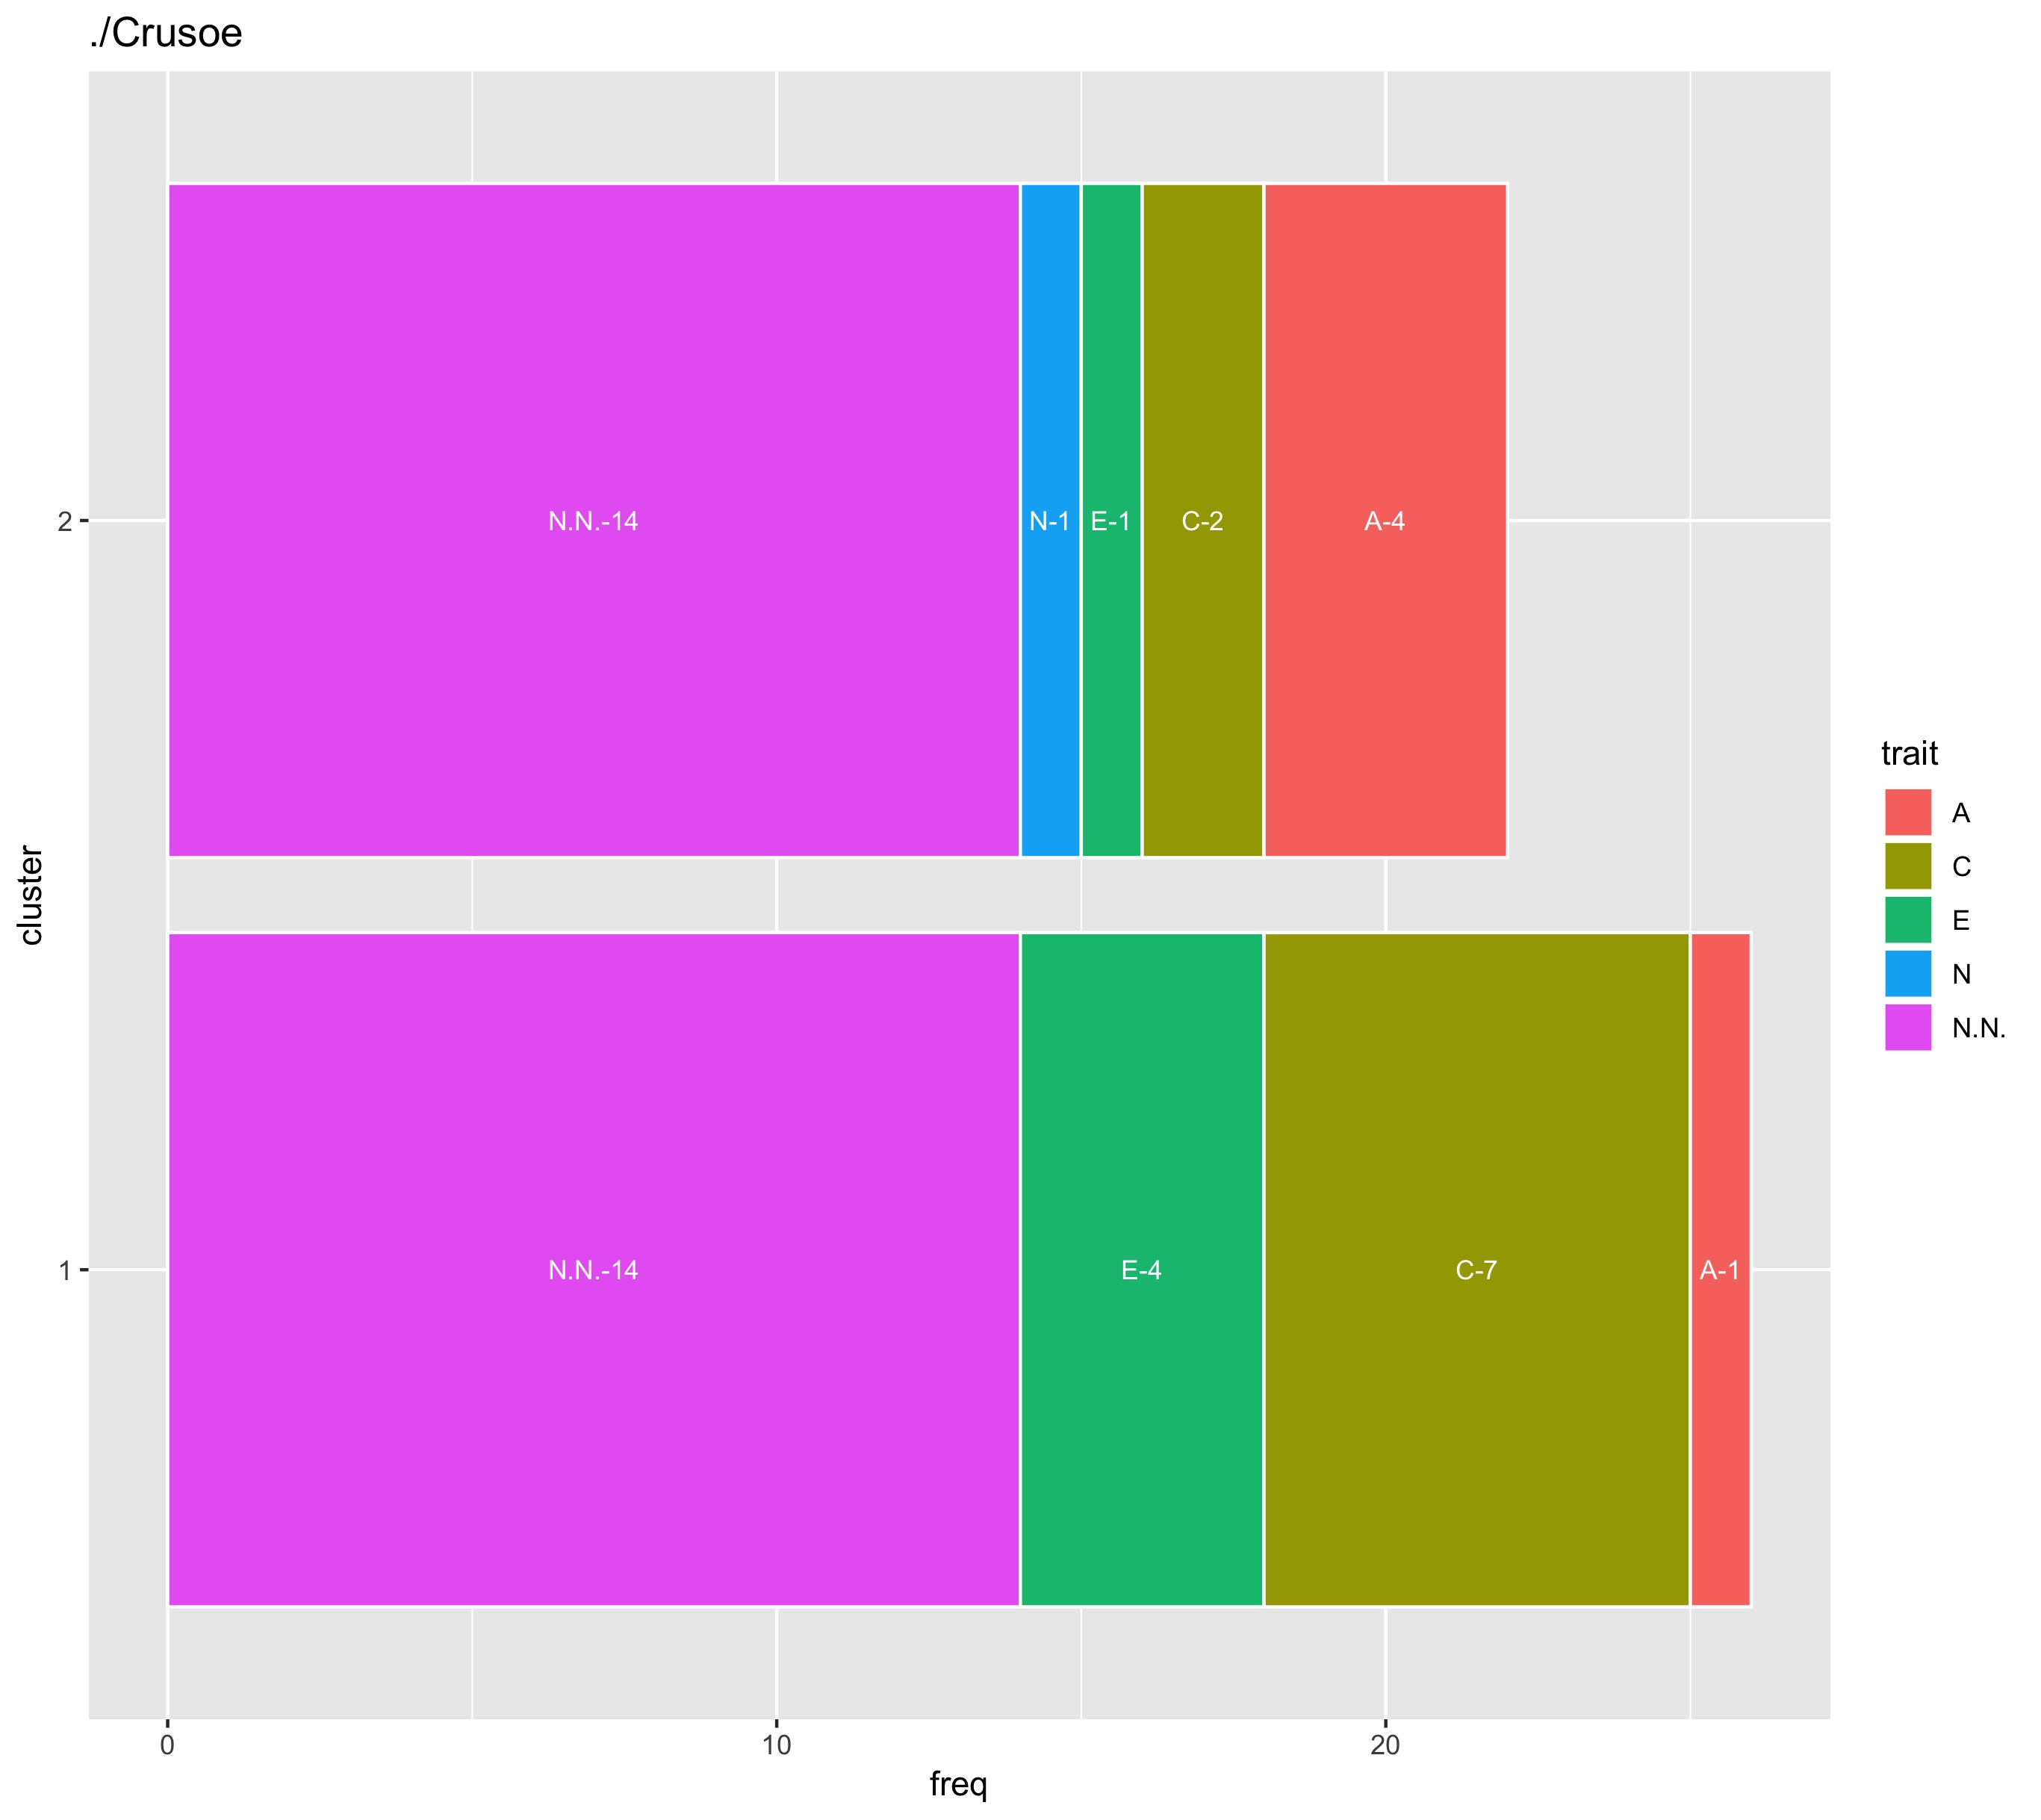 ./Crusoe
cluster
2
N.N.-14 N-1 E-1 C-2 A-4
1
N.N.-14 E-4 C-7 A-1
0 10 20
freq
trait
A
C
E
N
N.N.